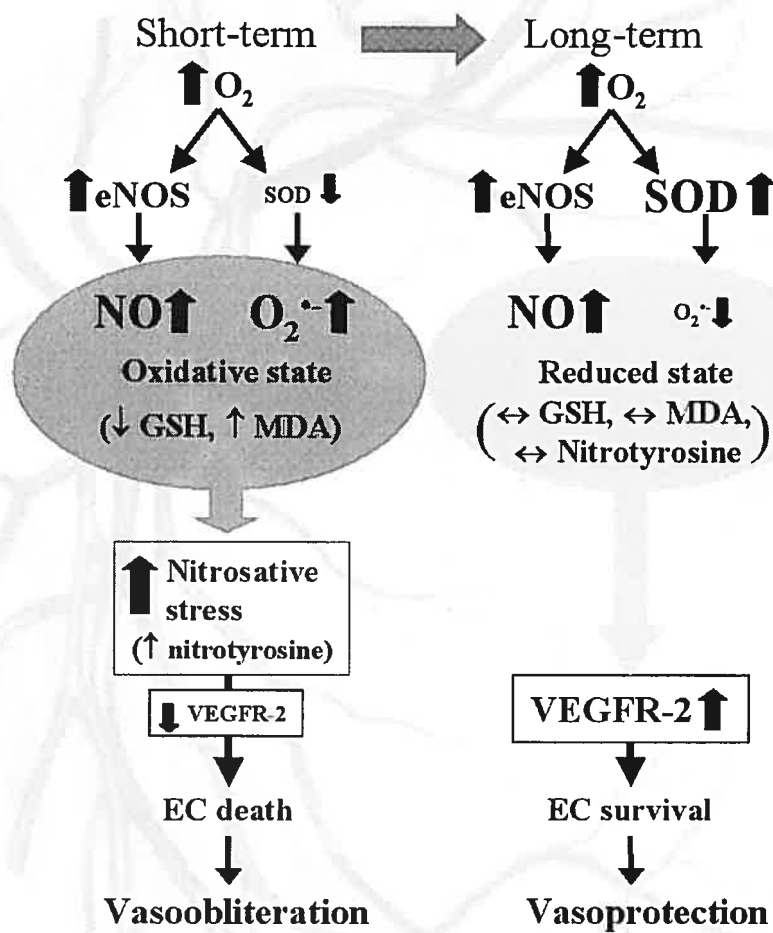 Short-term
↑ O₂
↑ eNOS
SOD ↓
NO ↑ O₂•- ↑
Oxidative state
(↓ GSH, ↑ MDA)
↑ Nitrosative
stress
(↑ nitrotyrosine)
↓ VEGFR-2
EC death
Vasoobliteration
Long-term
↑ O₂
↑ eNOS
SOD ↑
NO ↑ O₂•- ↓
Reduced state
(↔ GSH, ↔ MDA,
↔ Nitrotyrosine)
VEGFR-2 ↑
EC survival
Vasoprotection